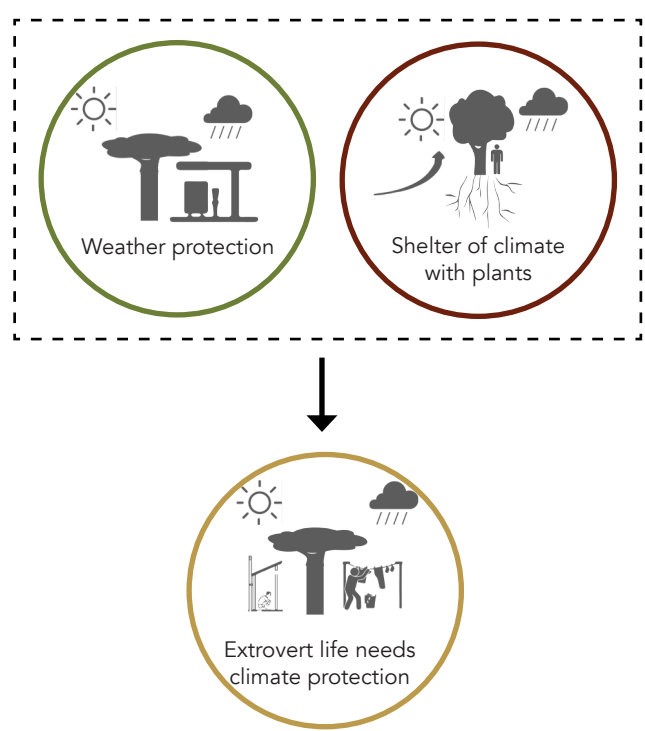 Weather protection
Shelter of climate
with plants
Extrovert life needs
climate protection